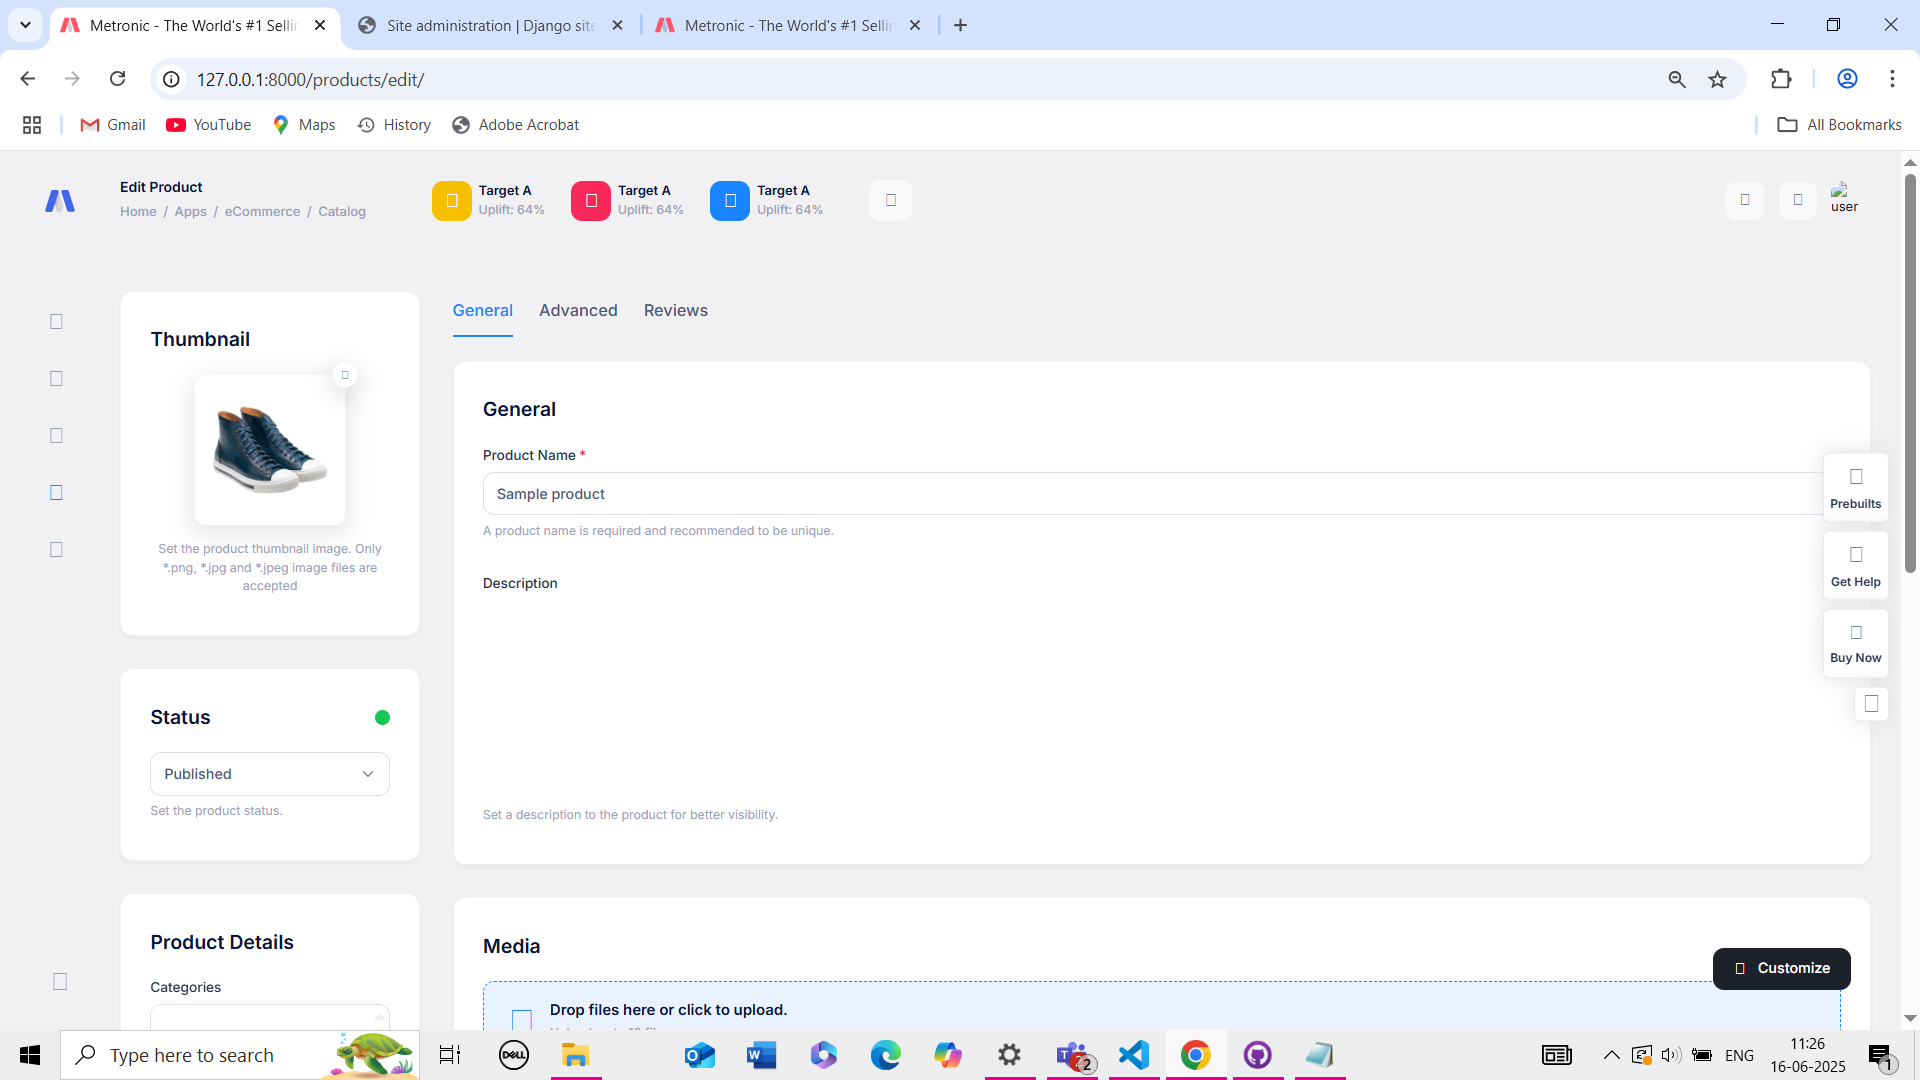 Metronic - The World's #1 Sellin
Site administration | Django site
Metronic - The World's #1 Sellin
127.0.0.1:8000/products/edit/
Gmail
YouTube
Maps
History
Adobe Acrobat
All Bookmarks
Edit Product
Home / Apps / eCommerce / Catalog
Target A
Uplift: 64%
Target A
Uplift: 64%
Target A
Uplift: 64%
user
Thumbnail
Set the product thumbnail image. Only
*.png, *.jpg and *.jpeg image files are
accepted
Status
Published
Set the product status.
Product Details
Categories
General
Advanced
Reviews
General
Product Name *
Sample product
A product name is required and recommended to be unique.
Description
Set a description to the product for better visibility.
Media
Drop files here or click to upload.
Prebuilts
Get Help
Buy Now
Customize
Type here to search
DELL
2
ENG
11:26
16-06-2025
1